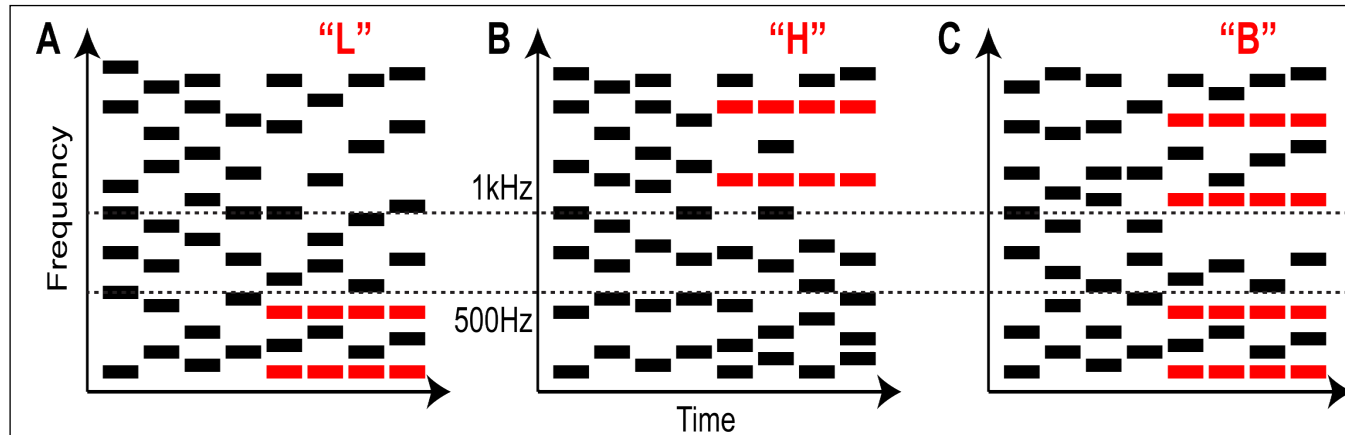 A “L” B “H” C “B”
Frequency
1kHz
500Hz
Time